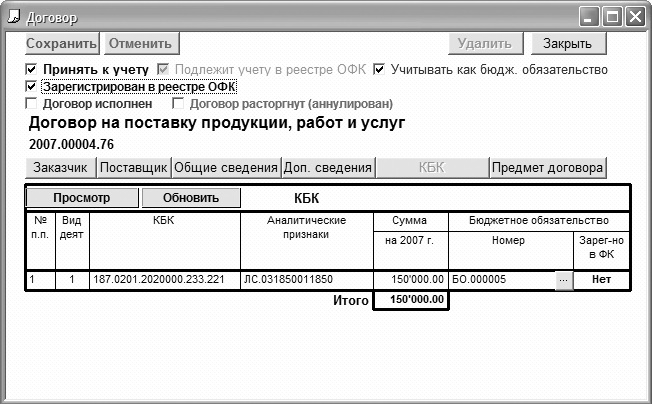 Договор
Сохранить Отменить Удалить Закрыть
Принять к учету Подлежит учету в реестре ОФК Учитывать как бюдж. обязательство
Зарегистрирован в реестре ОФК
Договор исполнен Договор расторгнут (аннулирован)
Договор на поставку продукции, работ и услуг
2007.00004.76
Заказчик Поставщик Общие сведения Доп. сведения КБК Предмет договора
Просмотр Обновить КБК
№ Вид КБК Аналитические Сумма Бюджетное обязательство
п.п. деят признаки на 2007 г. Номер Зарег-но
в ФК
1 1 187.0201.2020000.233.221 ЛС.031850011850 150'000.00 БО.000005 ... Нет
Итого 150'000.00